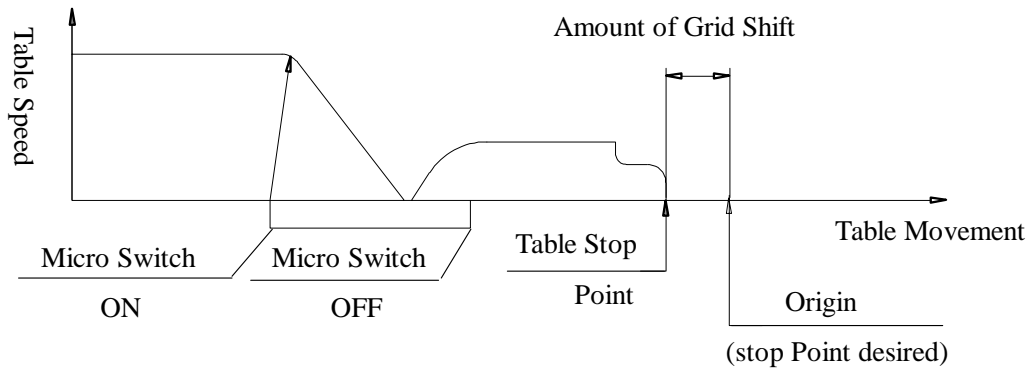 Amount of Grid Shift
Table Speed
Table Movement
Micro Switch
ON
Micro Switch
OFF
Table Stop
Point
Origin
(stop Point desired)